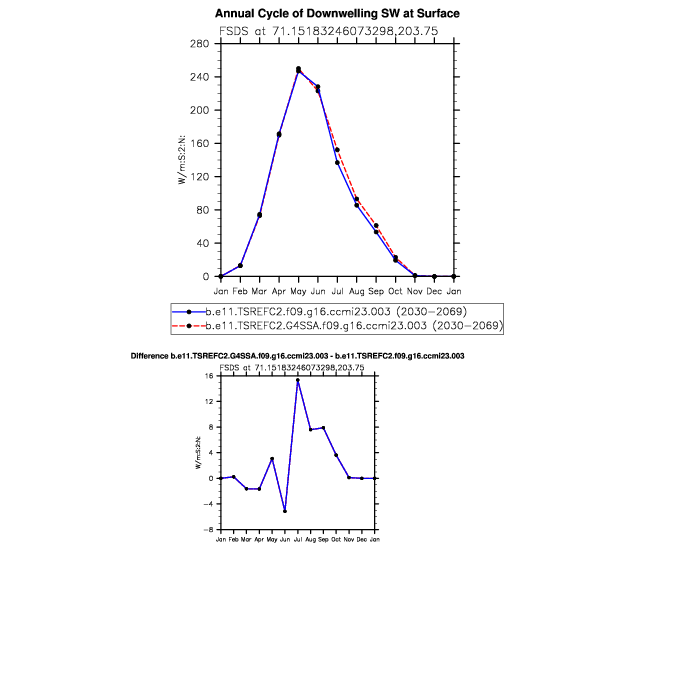 Annual Cycle of Downwelling SW at Surface
FSDS at 71.15183246073298,203.75
280
240
200
160
120
80
40
0
W/m:S:2:N:
Jan Feb Mar Apr May Jun Jul Aug Sep Oct Nov Dec Jan
b.e11.TSREFC2.f09.g16.ccmi23.003 (2030-2069)
b.e11.TSREFC2.G4SSA.f09.g16.ccmi23.003 (2030-2069)
Difference b.e11.TSREFC2.G4SSA.f09.g16.ccmi23.003 - b.e11.TSREFC2.f09.g16.ccmi23.003
FSDS at 71.15183246073298,203.75
16
12
8
4
0
-4
-8
W/m:S:2:N:
Jan Feb Mar Apr May Jun Jul Aug Sep Oct Nov Dec Jan